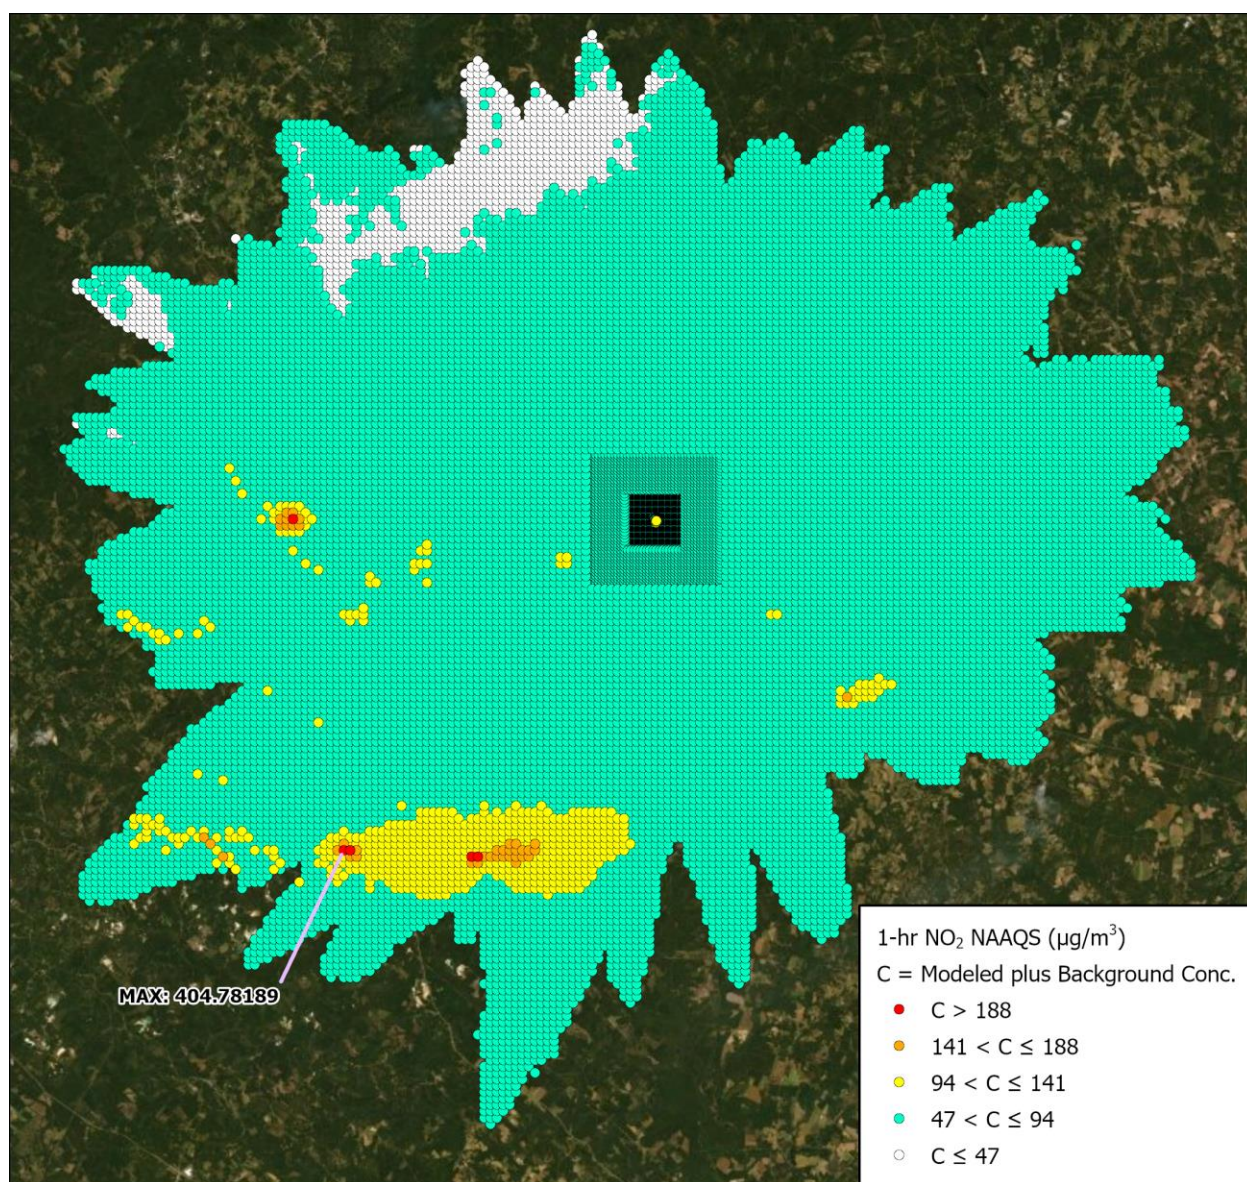 MAX: 404.78189
1-hr NO₂ NAAQS (µg/m³)
C = Modeled plus Background Conc.
C > 188
141 < C ≤ 188
94 < C ≤ 141
47 < C ≤ 94
C ≤ 47